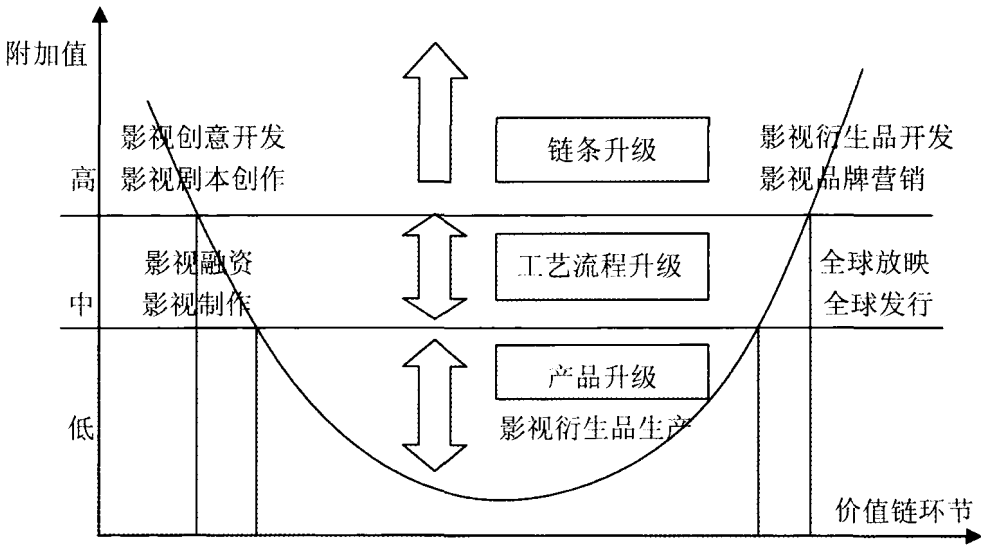 附加值
影视创意开发
影视剧本创作
链条升级
影视衍生品开发
影视品牌营销
高
影视融资
影视制作
工艺流程升级
全球放映
全球发行
中
产品升级
低
影视衍生品生产
价值链环节